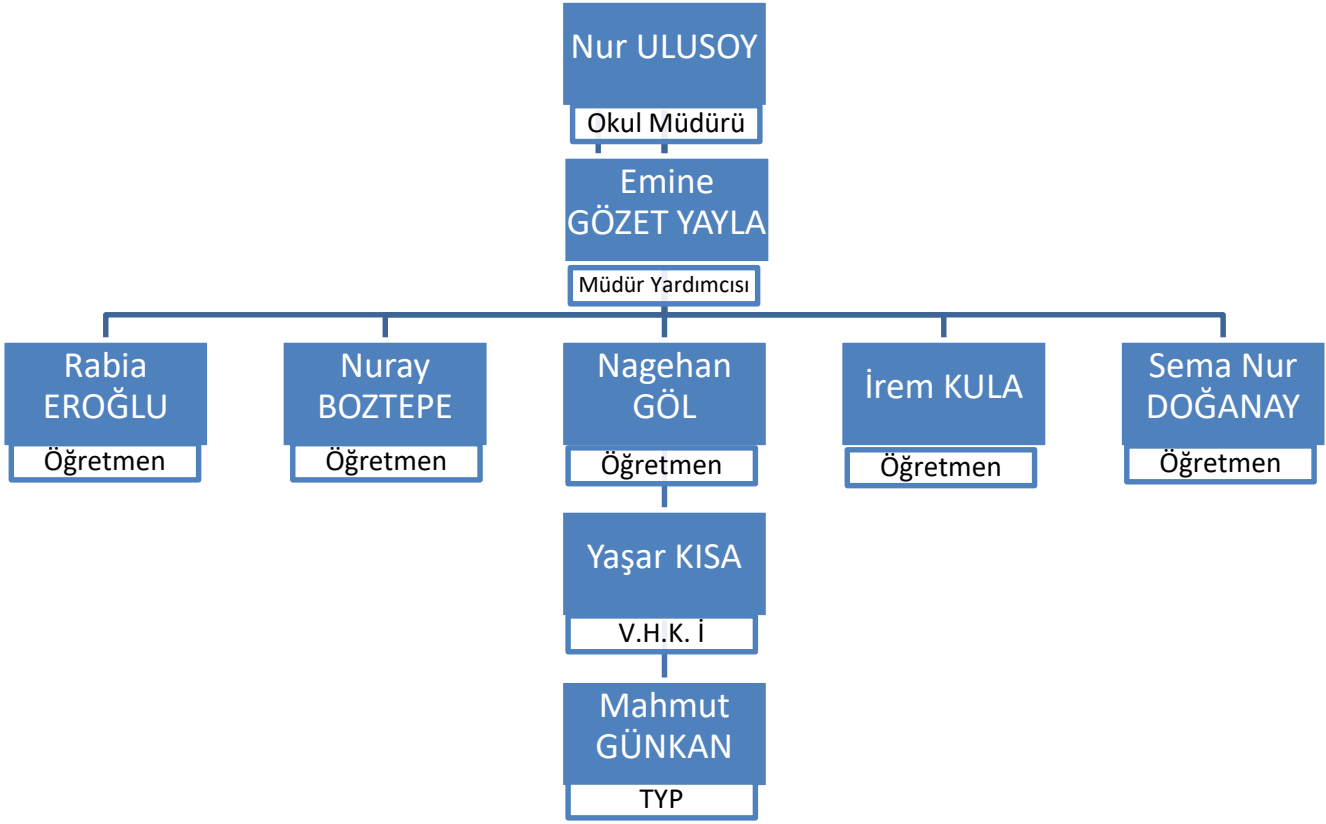 Nur ULUSOY
Okul Müdürü
Emine
GÖZET YAYLA
Müdür Yardımcısı
Rabia
EROĞLU
Öğretmen
Nuray
BOZTEPE
Öğretmen
Nagehan
GÖL
Öğretmen
İrem KULA
Öğretmen
Sema Nur
DOĞANAY
Öğretmen
Yaşar KISA
V.H.K. İ
Mahmut
GÜNKAN
TYP